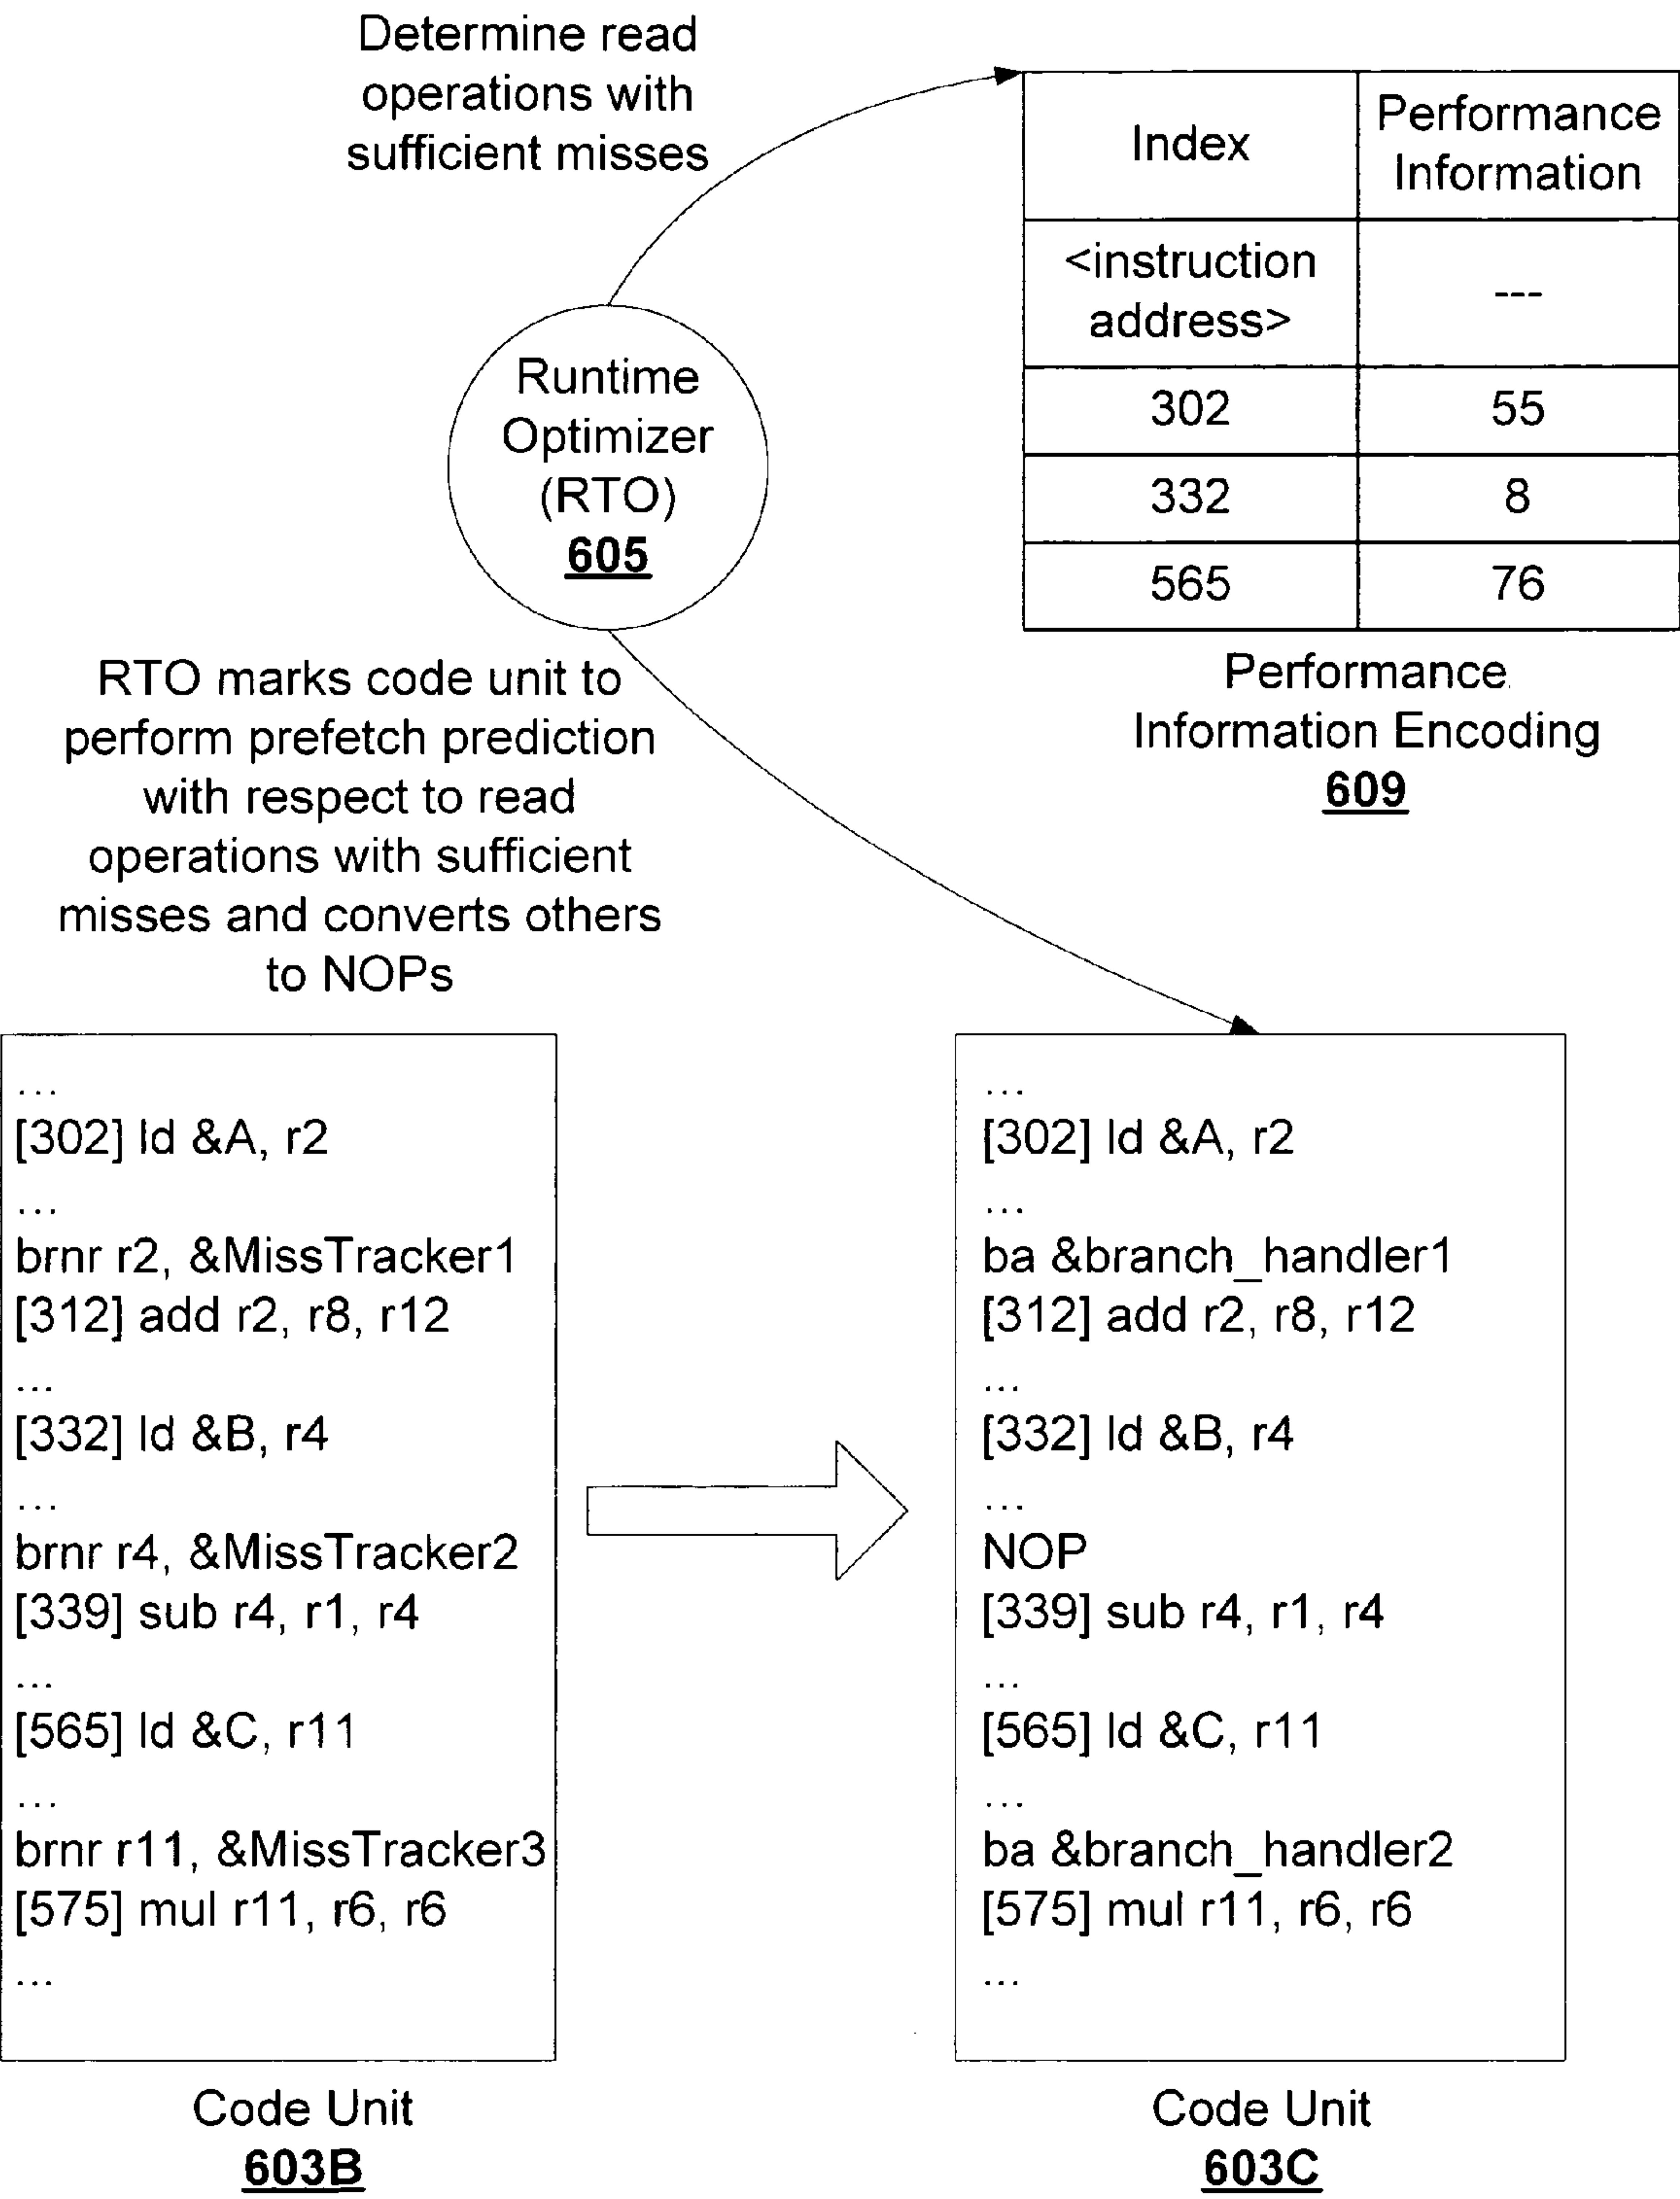 Determine read
operations with
sufficient misses
Index
Performance
Information
<instruction
address>
---
302
55
332
8
565
76
Performance
Information Encoding
609
Runtime
Optimizer
(RTO)
605
RTO marks code unit to
perform prefetch prediction
with respect to read
operations with sufficient
misses and converts others
to NOPs
...
[302] ld &A, r2
...
brnr r2, &MissTracker1
[312] add r2, r8, r12
...
[332] ld &B, r4
...
brnr r4, &MissTracker2
[339] sub r4, r1, r4
...
[565] ld &C, r11
...
brnr r11, &MissTracker3
[575] mul r11, r6, r6
...
Code Unit
603B
...
[302] ld &A, r2
...
ba &branch_handler1
[312] add r2, r8, r12
...
[332] ld &B, r4
...
NOP
[339] sub r4, r1, r4
...
[565] ld &C, r11
...
ba &branch_handler2
[575] mul r11, r6, r6
...
Code Unit
603C